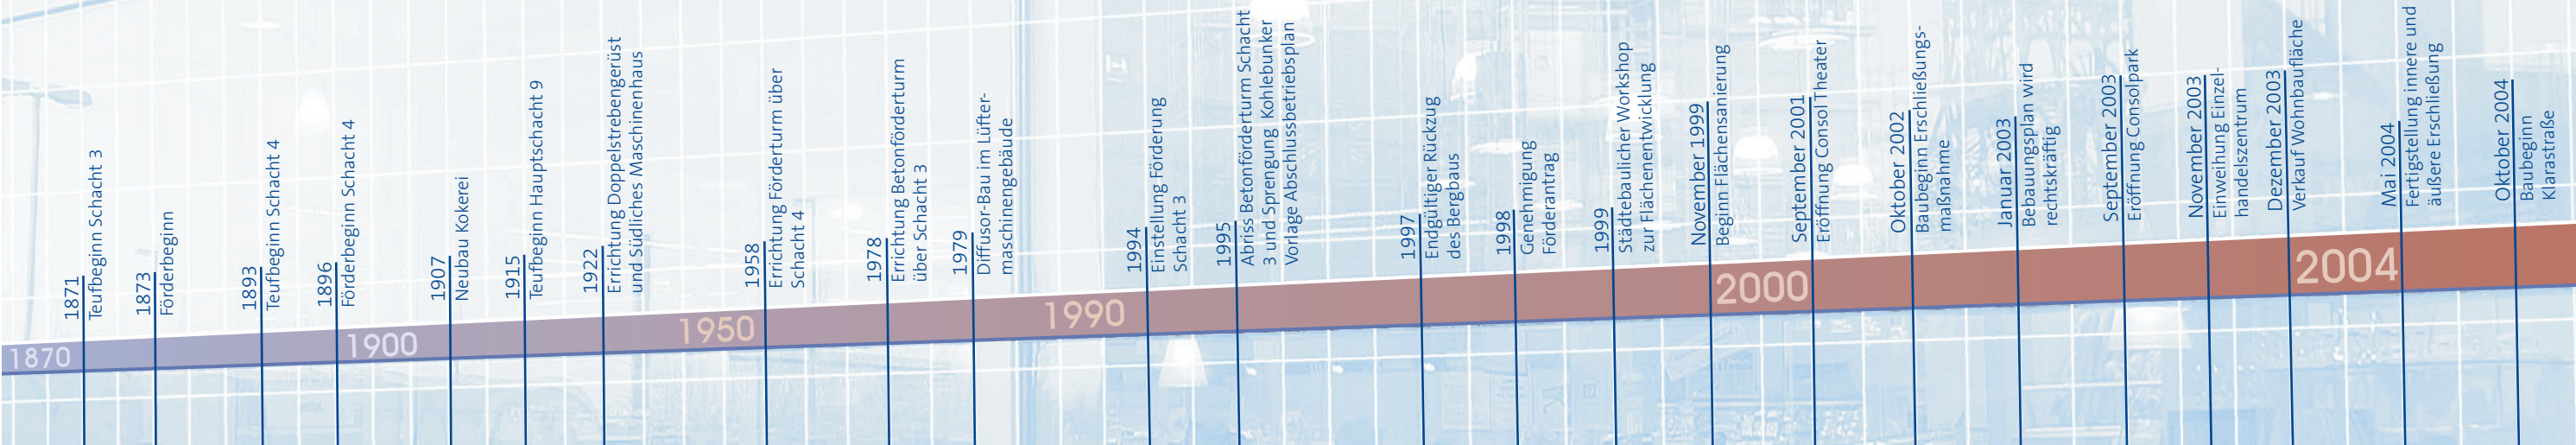 1871
Teufbeginn Schacht 3
1873
Förderbeginn
1893
Teufbeginn Schacht 4
1896
Förderbeginn Schacht 4
1907
Neubau Kokerei
1915
Teufbeginn Hauptschacht 9
1922
Errichtung Doppelstrebengerüst
und Südliches Maschinenhaus
1958
Errichtung Förderturm über
Schacht 4
1978
Errichtung Betonförderturm
über Schacht 3
1979
Diffusor-Bau im Lüfter-
maschinengebäude
1994
Einstellung Förderung
Schacht 3
1995
Abriss Betonförderturm Schacht
3 und Sprengung Kohlebunker
Vorlage Abschlussbetriebsplan
1997
Endgültiger Rückzug
des Bergbaus
1998
Genehmigung
Förderantrag
1999
Städtebaulicher Workshop
zur Flächenentwicklung
November 1999
Beginn Flächensanierung
September 2001
Eröffnung Consol Theater
Oktober 2002
Baubeginn Erschließungs-
maßnahme
Januar 2003
Bebauungsplan wird
rechtskräftig
September 2003
Eröffnung Consolpark
November 2003
Einweihung Einzel-
handelszentrum
Dezember 2003
Verkauf Wohnbaufläche
Mai 2004
Fertigstellung innere und
äußere Erschließung
Oktober 2004
Baubeginn
Klarastraße
1870
1900
1950
1990
2000
2004